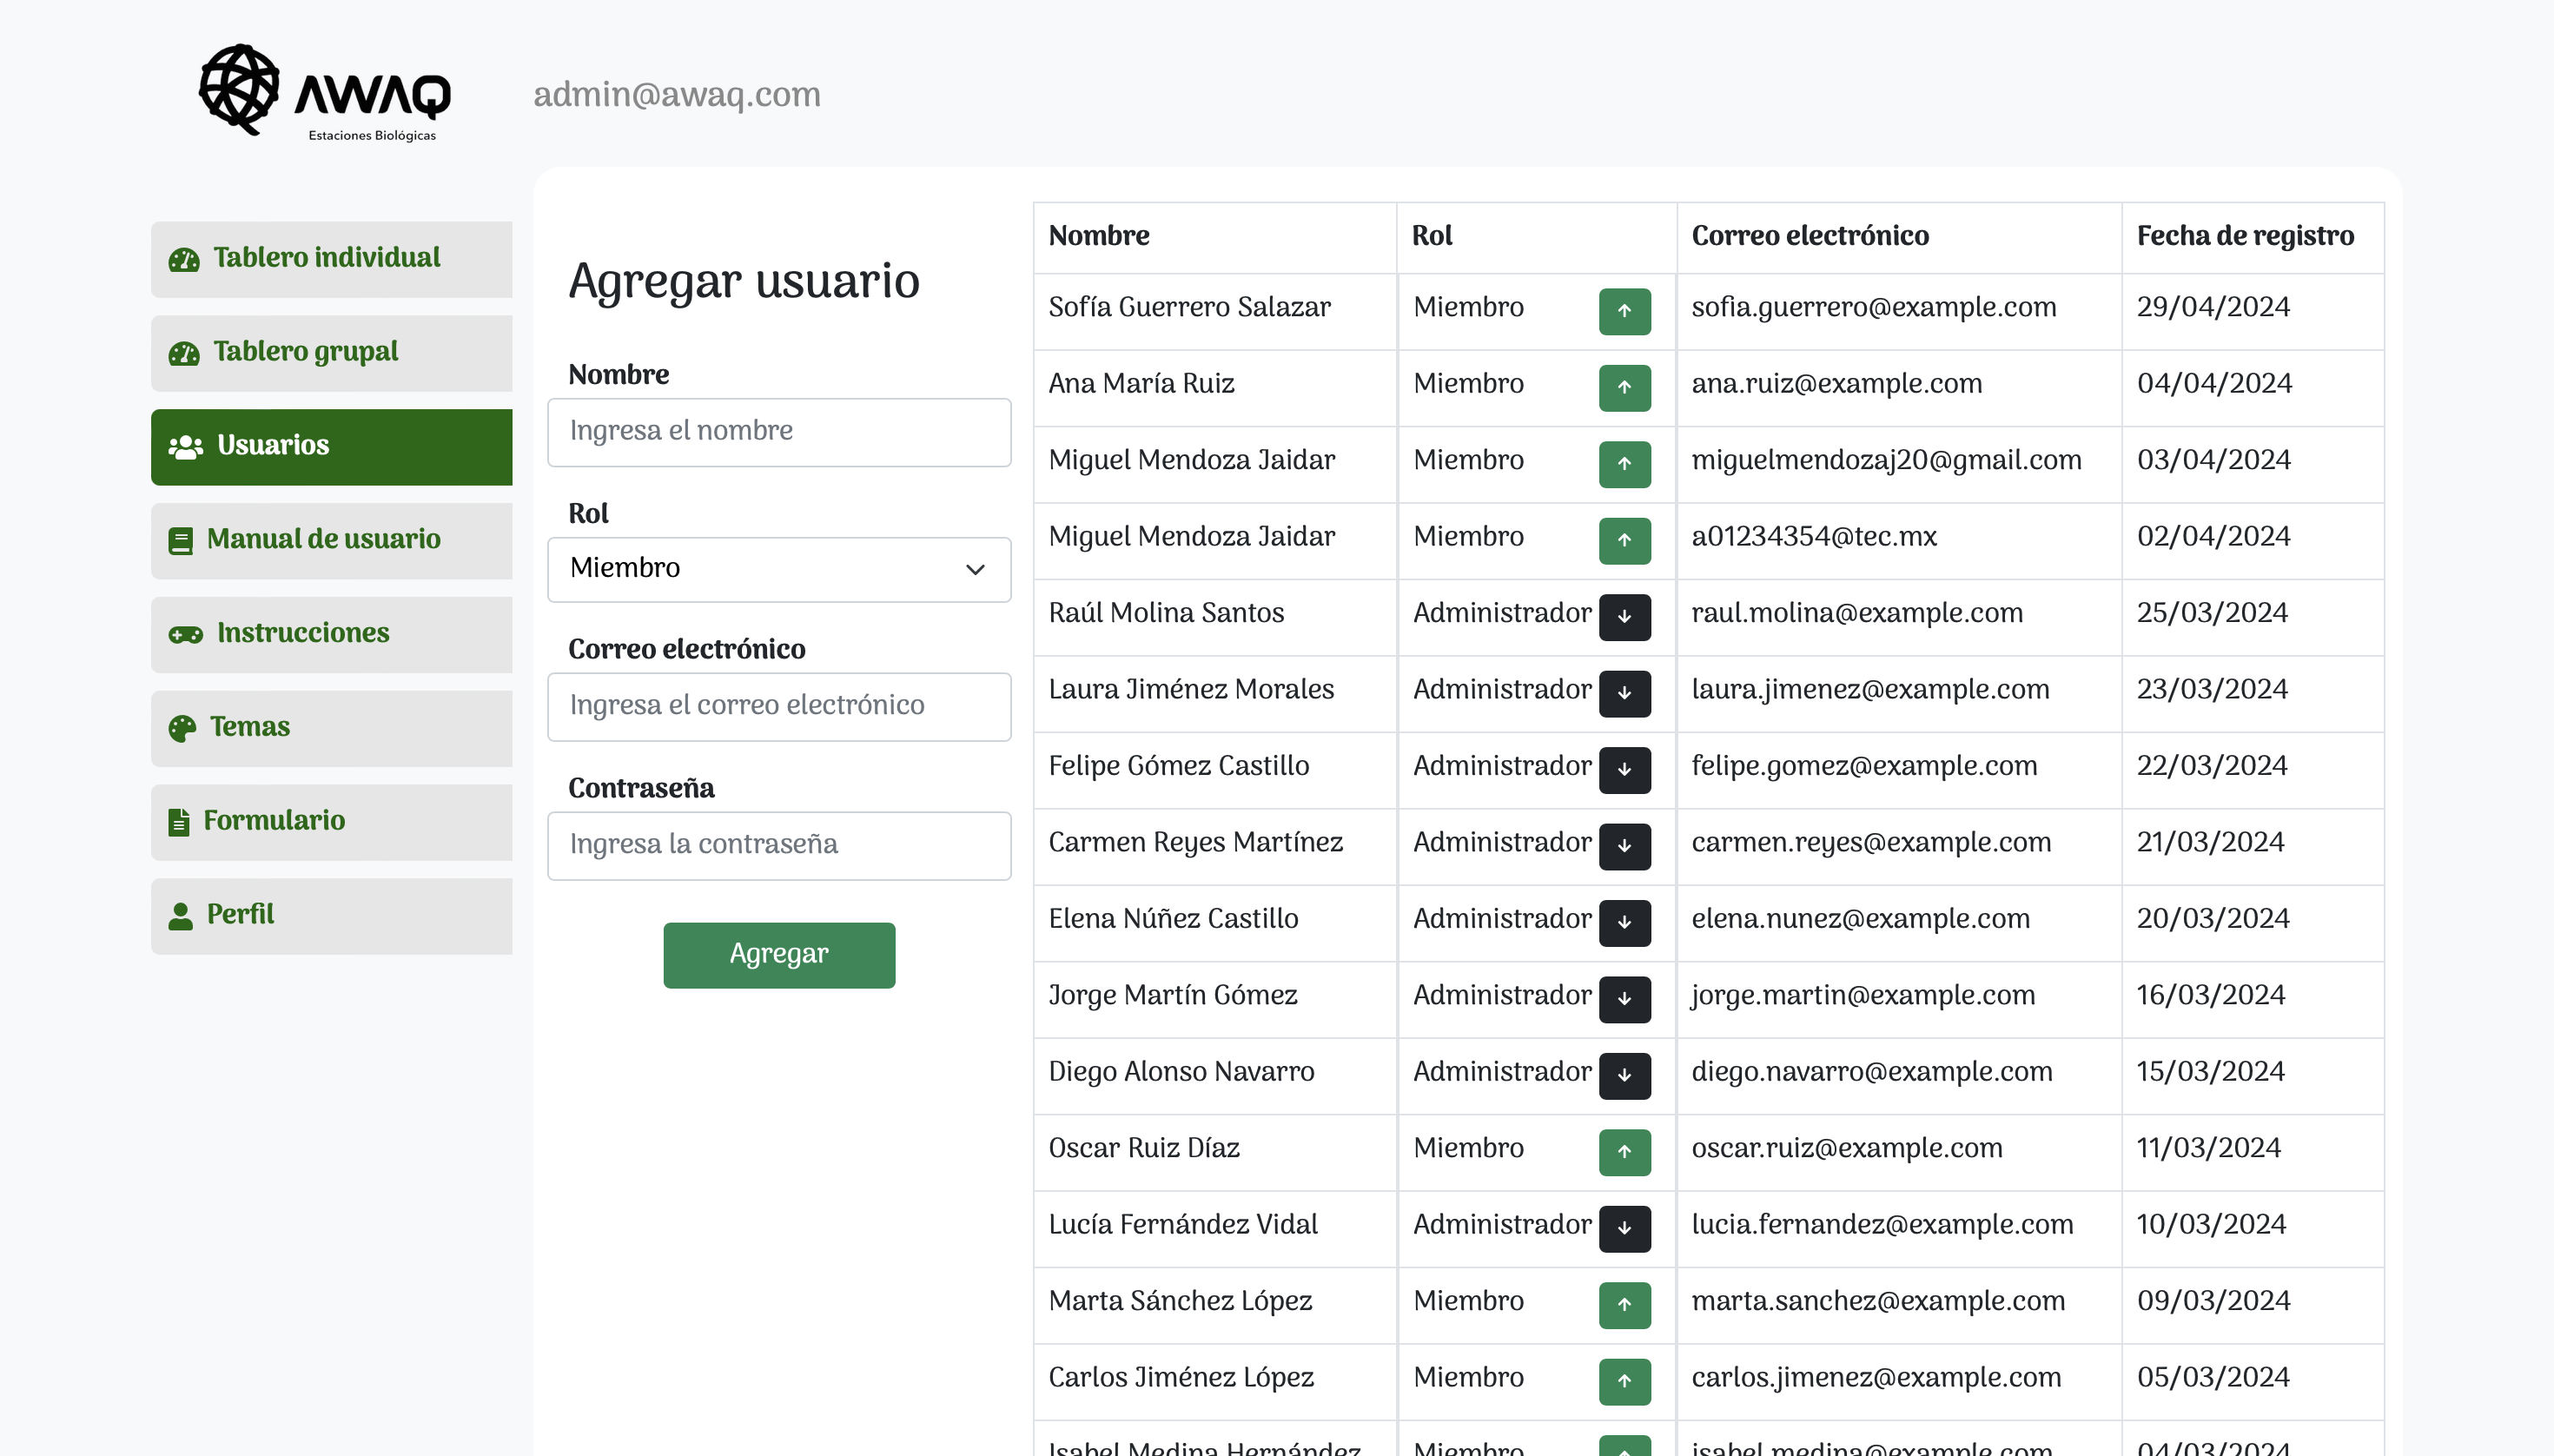 AWAQ
Estaciones Biológicas
admin@awaq.com
Tablero individual
Tablero grupal
Usuarios
Manual de usuario
Instrucciones
Temas
Formulario
Perfil
Agregar usuario
Nombre
Ingresa el nombre
Rol
Miembro
Correo electrónico
Ingresa el correo electrónico
Contraseña
Ingresa la contraseña
Agregar
Nombre Rol Correo electrónico Fecha de registro
Sofía Guerrero Salazar Miembro sofia.guerrero@example.com 29/04/2024
Ana María Ruiz Miembro ana.ruiz@example.com 04/04/2024
Miguel Mendoza Jaidar Miembro miguelmendozaj20@gmail.com 03/04/2024
Miguel Mendoza Jaidar Miembro a01234354@tec.mx 02/04/2024
Raúl Molina Santos Administrador raul.molina@example.com 25/03/2024
Laura Jiménez Morales Administrador laura.jimenez@example.com 23/03/2024
Felipe Gómez Castillo Administrador felipe.gomez@example.com 22/03/2024
Carmen Reyes Martínez Administrador carmen.reyes@example.com 21/03/2024
Elena Núñez Castillo Administrador elena.nunez@example.com 20/03/2024
Jorge Martín Gómez Administrador jorge.martin@example.com 16/03/2024
Diego Alonso Navarro Administrador diego.navarro@example.com 15/03/2024
Oscar Ruiz Díaz Miembro oscar.ruiz@example.com 11/03/2024
Lucía Fernández Vidal Administrador lucia.fernandez@example.com 10/03/2024
Marta Sánchez López Miembro marta.sanchez@example.com 09/03/2024
Carlos Jiménez López Miembro carlos.jimenez@example.com 05/03/2024
Isabel Medina Hernández Miembro isabel.medina@example.com 04/03/2024